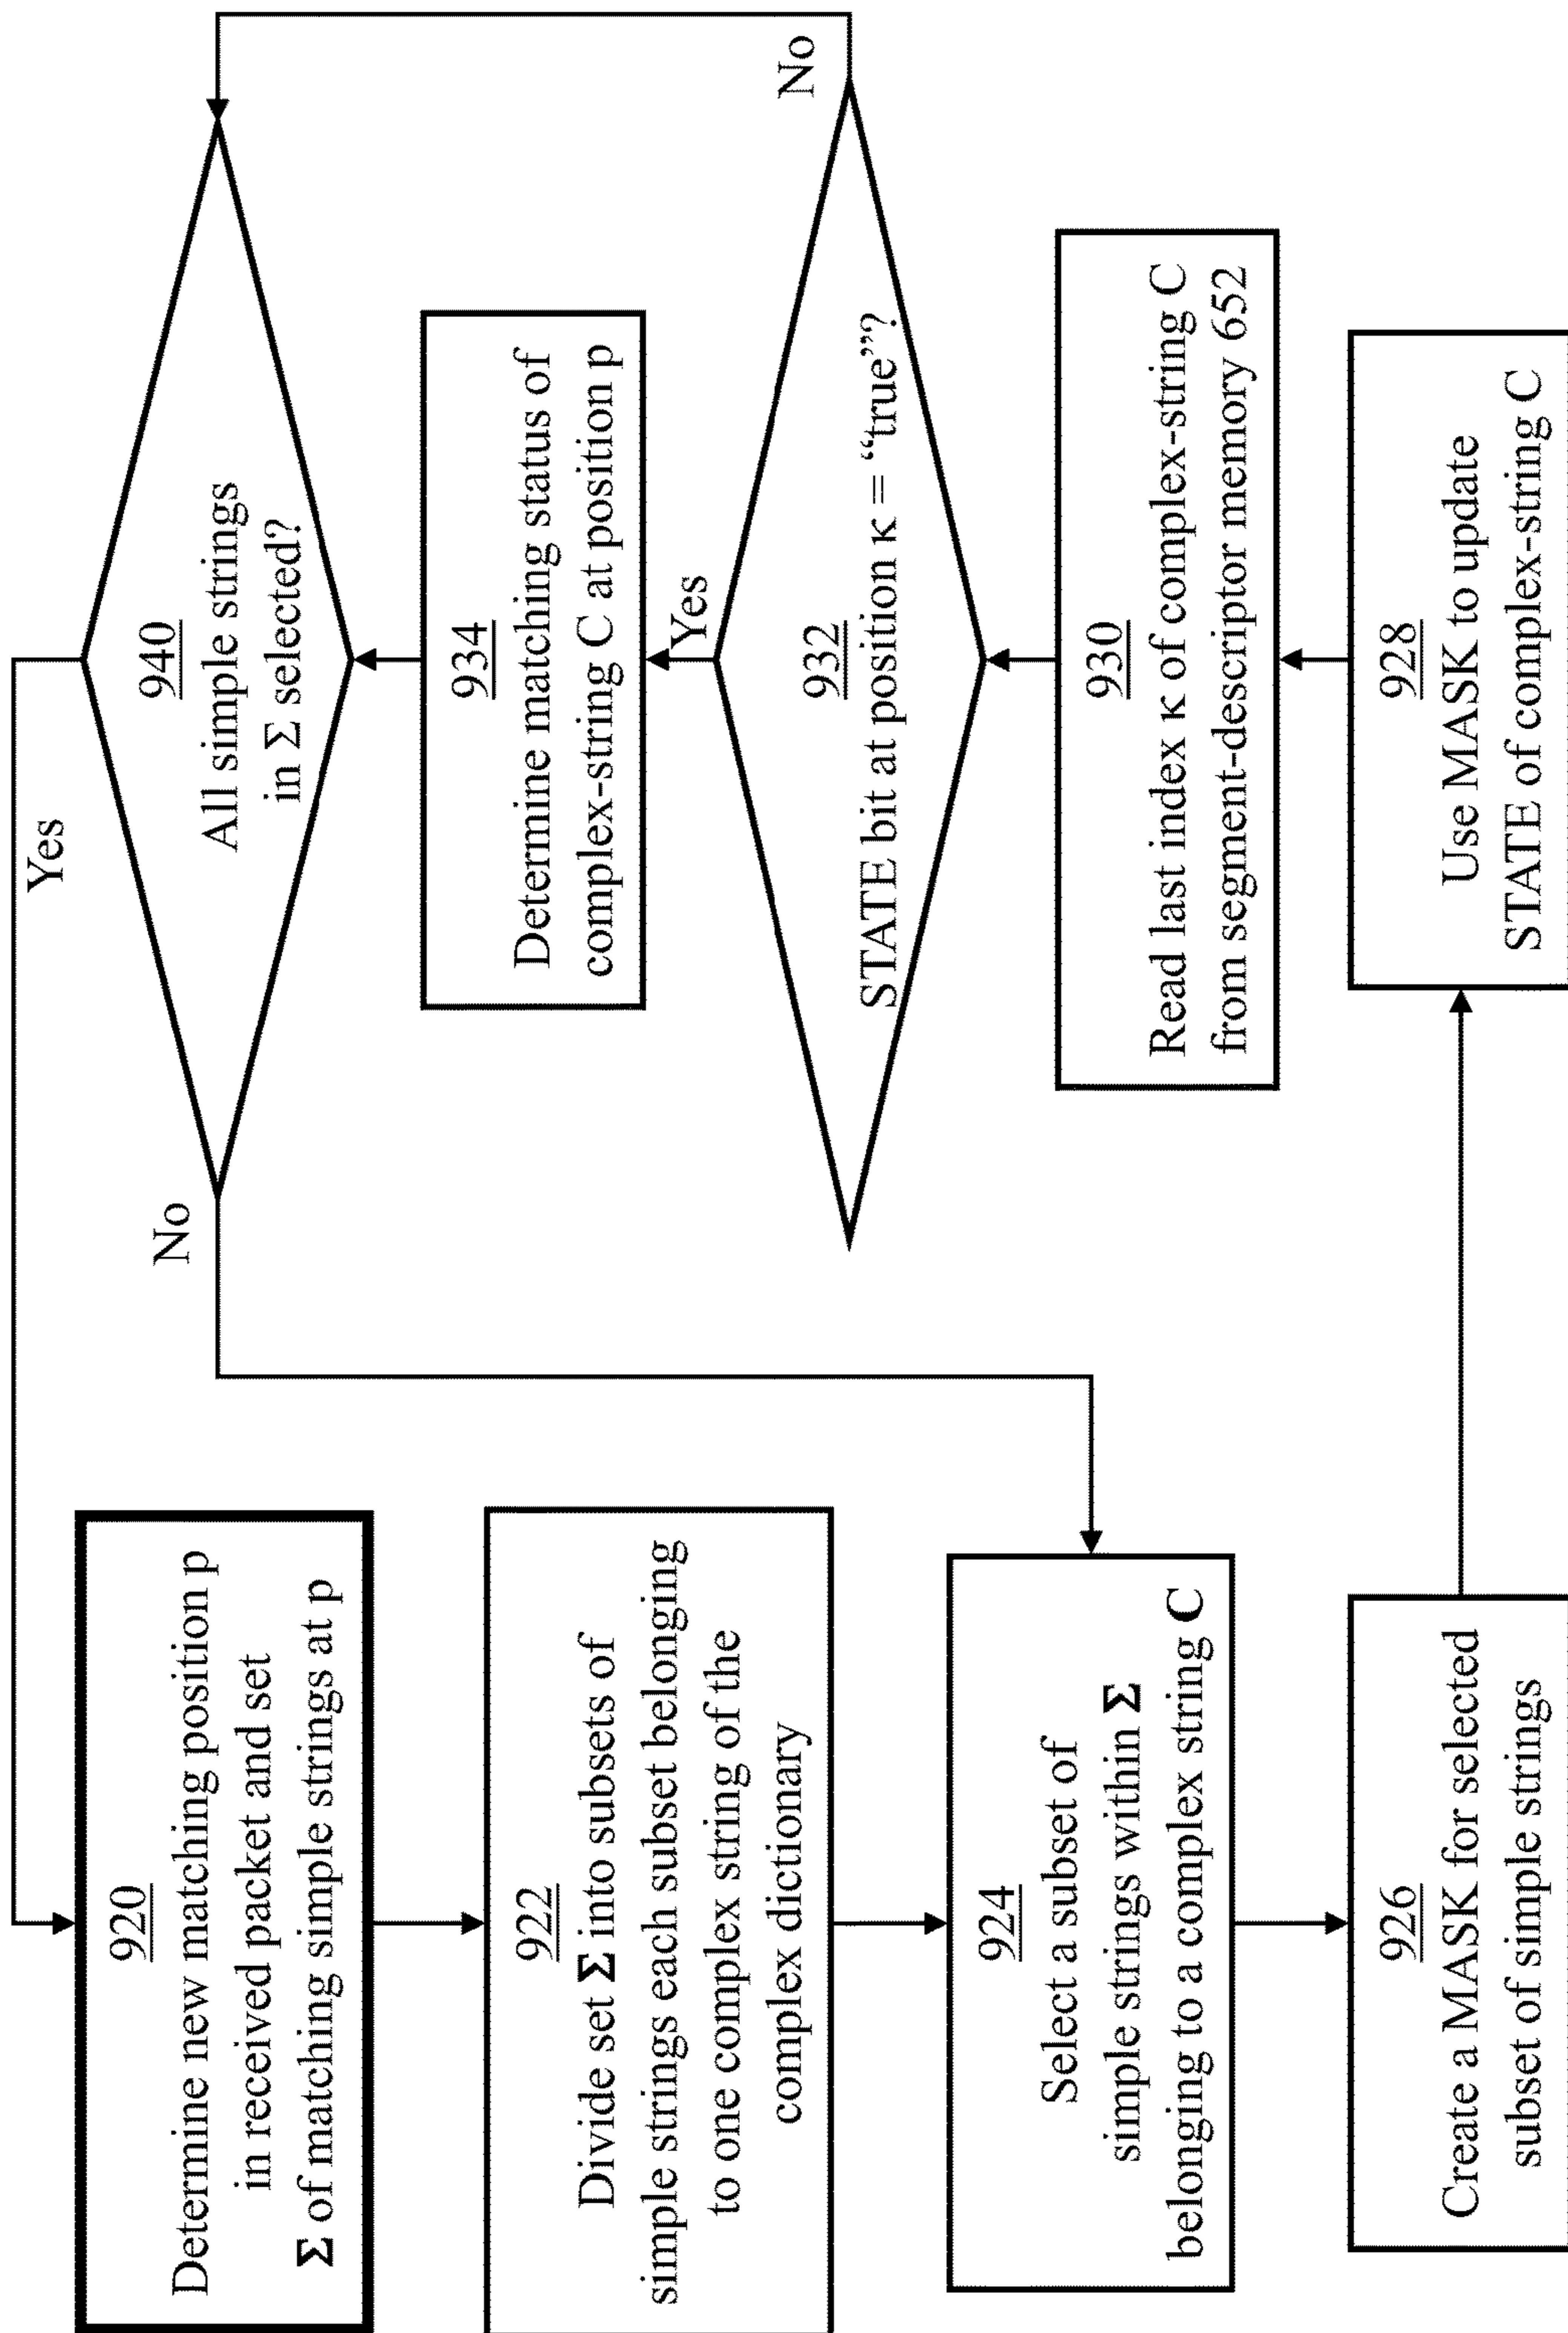 920
Determine new matching position p
in received packet and set
Σ of matching simple strings at p
922
Divide set Σ into subsets of
simple strings each subset belonging
to one complex string of the
complex dictionary
924
Select a subset of
simple strings within Σ
belonging to a complex string C
926
Create a MASK for selected
subset of simple strings
928
Use MASK to update
STATE of complex-string C
930
Read last index κ of complex-string C
from segment-descriptor memory 652
932
STATE bit at position κ = “true”?
Yes
No
934
Determine matching status of
complex-string C at position p
940
All simple strings
in Σ selected?
Yes
No